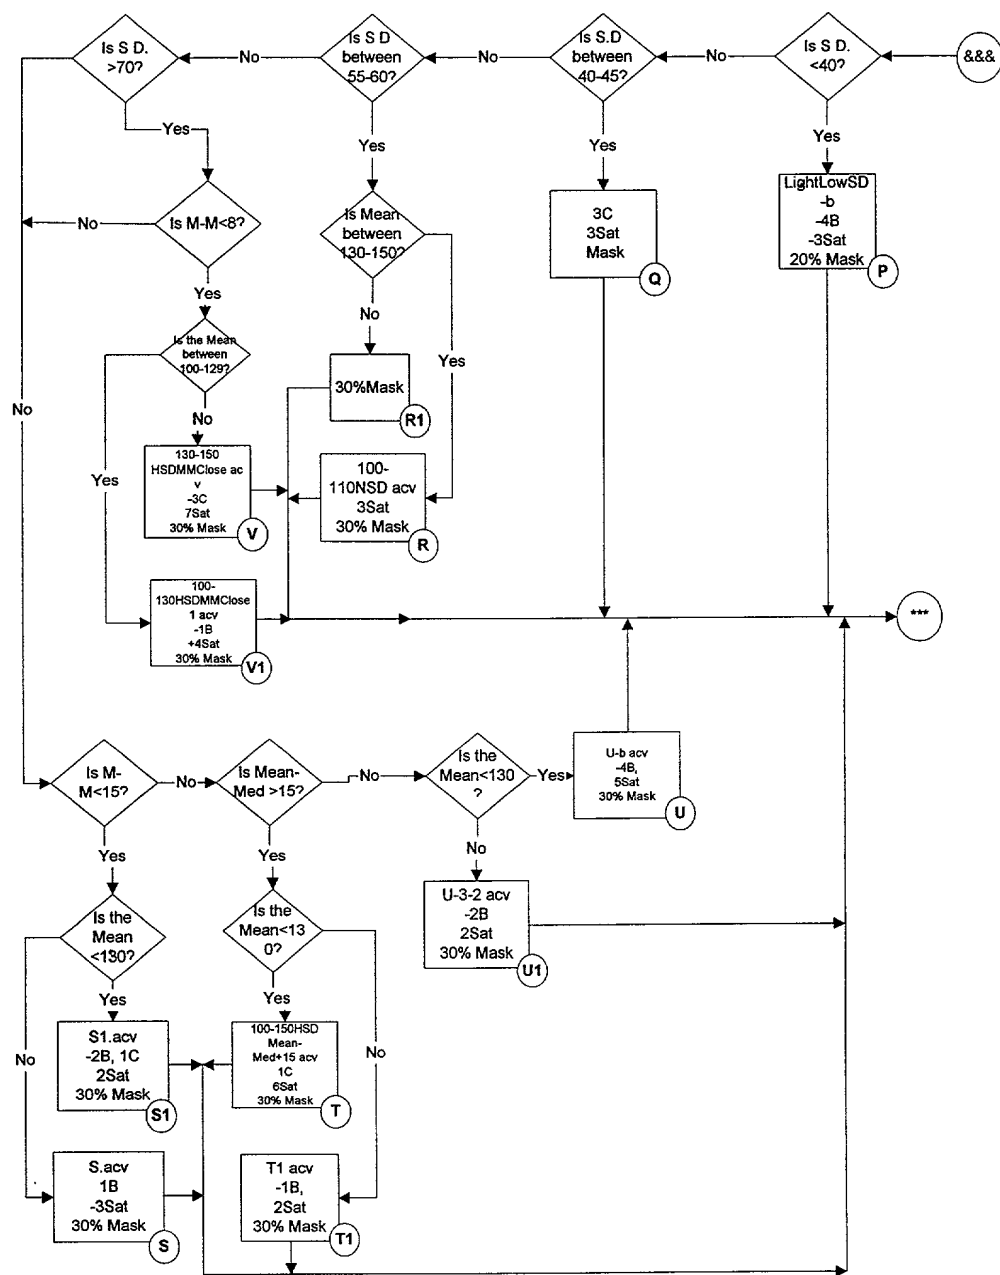 Is S D.
>70?
No
Is S D
between
55-60?
No
Is S.D
between
40-45?
No
Is S D.
<40?
&&&
Yes
Yes
Yes
Yes
No
Is M-M<8?
Is Mean
between
130-150?
3C
3Sat
Mask
Q
LightLowSD
-b
-4B
-3Sat
20% Mask
P
Yes
No
Yes
Is the Mean
between
100-129?
No
30%Mask
R1
No
Yes
130-150
HSDMMClose ac
v
-3C
7Sat
30% Mask
V
100-
110NSD acv
3Sat
30% Mask
R
100-
130HSDMMClose
1 acv
-1B
+4Sat
30% Mask
V1
***
Is M-
M<15?
No
Is Mean-
Med >15?
No
Is the
Mean<130
?
Yes
U-b acv
-4B,
5Sat
30% Mask
U
Yes
Yes
No
Is the
Mean
<130?
Is the
Mean<13
0?
U-3-2 acv
-2B
2Sat
30% Mask
U1
Yes
Yes
No
No
S1.acv
-2B, 1C
2Sat
30% Mask
S1
100-150HSD
Mean-
Med+15 acv
1C
6Sat
30% Mask
T
S.acv
1B
-3Sat
30% Mask
S
T1 acv
-1B,
2Sat
30% Mask
T1